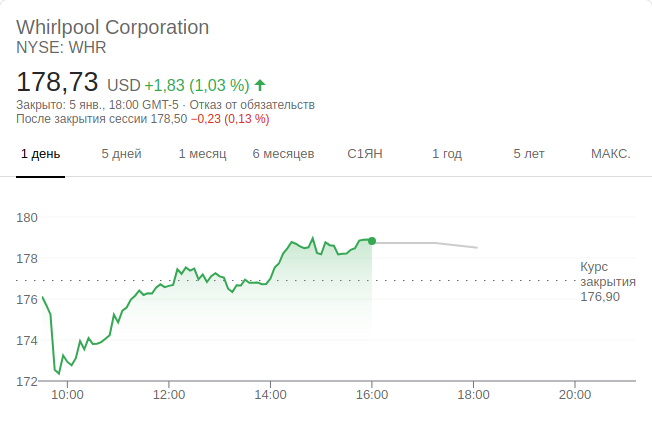 Whirlpool Corporation
NYSE: WHR
178,73 USD +1,83 (1,03 %)
Закрыто: 5 янв., 18:00 GMT-5 · Отказ от обязательств
После закрытия сессии 178,50 −0,23 (0,13 %)
1 день 5 дней 1 месяц 6 месяцев С1ЯН 1 год 5 лет МАКС.
180
178
176
174
172
Курс
закрытия
176,90
10:00 12:00 14:00 16:00 18:00 20:00